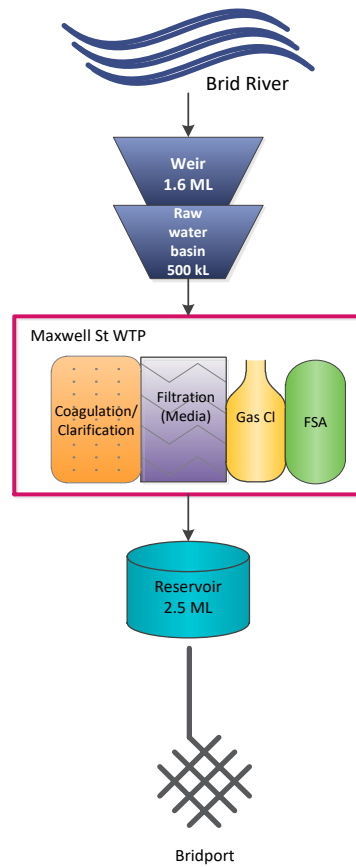 Brid River
Weir
1.6 ML
Raw
water
basin
500 kL
Maxwell St WTP
Coagulation/
Clarification
Filtration
(Media)
Gas Cl
FSA
Reservoir
2.5 ML
Bridport